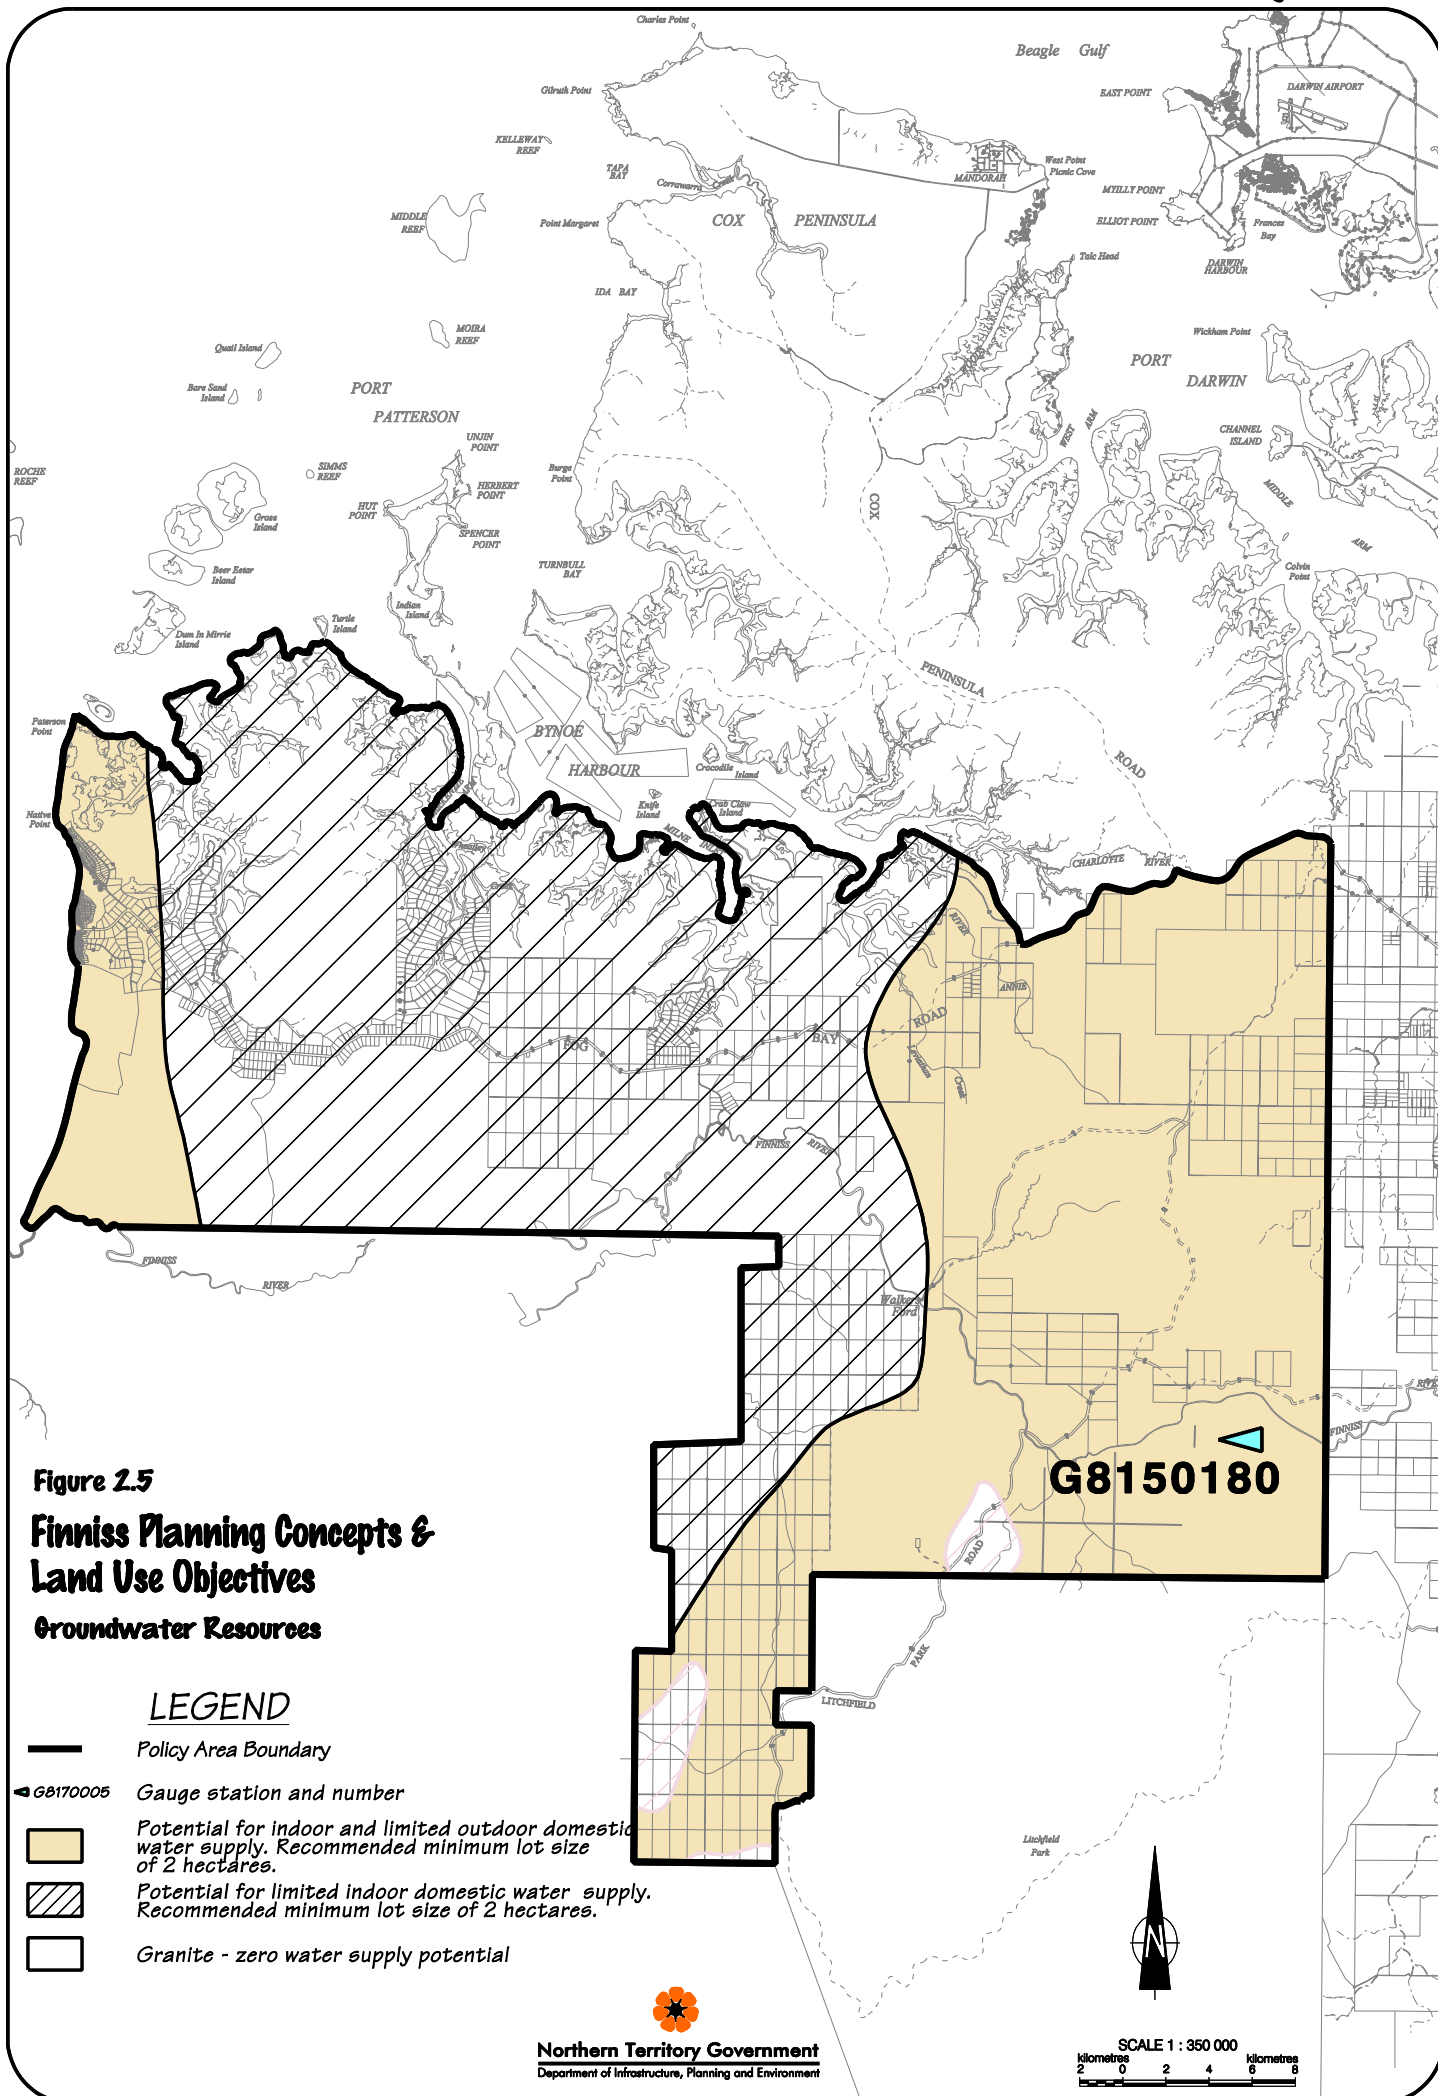 Charles Point
Beagle Gulf
Gilruth Point
EAST POINT
DARWIN AIRPORT
KELLEWAY
REEF
TAPA
BAY
Corrawarra Creek
MANDORAH
West Point
Picnic Cove
MYILLY POINT
MIDDLE
REEF
Point Margaret
COX PENINSULA
ELLIOT POINT
Frances
Bay
Talc Head
DARWIN
HARBOUR
IDA BAY
INLET
MOIRA
REEF
Wickham Point
Quail Island
PORT
DARWIN
Bare Sand
Island
PORT
PATTERSON
WEST ARM
CHANNEL
ISLAND
UNJIN
POINT
ROCHE
REEF
SIMMS
REEF
Burge
Point
HERBERT
POINT
MIDDLE
ARM
HUT
POINT
COX
Grose
Island
SPENCER
POINT
Beer Eetar
Island
TURNBULL
BAY
Colvin
Point
Indian
Island
Turtle
Island
Dum In Mirrie
Island
PENINSULA
ROAD
Paterson
Point
BYNOE
HARBOUR
Crocodile
Island
Native
Point
Knife
Island
Crab Claw
Island
MILNE INLET
Wheatley
Creek
CHARLOTTE RIVER
RIVER
ANNIE
FOG BAY ROAD
Leviathan
Creek
FINNISS RIVER
FINNISS
RIVER
Walkers
Ford
FINNISS
G8150180
ROAD
PARK
LITCHFIELD
Litchfield
Park
Figure 2.5
Finniss Planning Concepts &
Land Use Objectives
Groundwater Resources
LEGEND
Policy Area Boundary
G8170005 Gauge station and number
Potential for indoor and limited outdoor domestic
water supply. Recommended minimum lot size
of 2 hectares.
Potential for limited indoor domestic water supply.
Recommended minimum lot size of 2 hectares.
Granite - zero water supply potential
N
Northern Territory Government
Department of Infrastructure, Planning and Environment
SCALE 1 : 350 000
kilometres kilometres
2 0 2 4 6 8